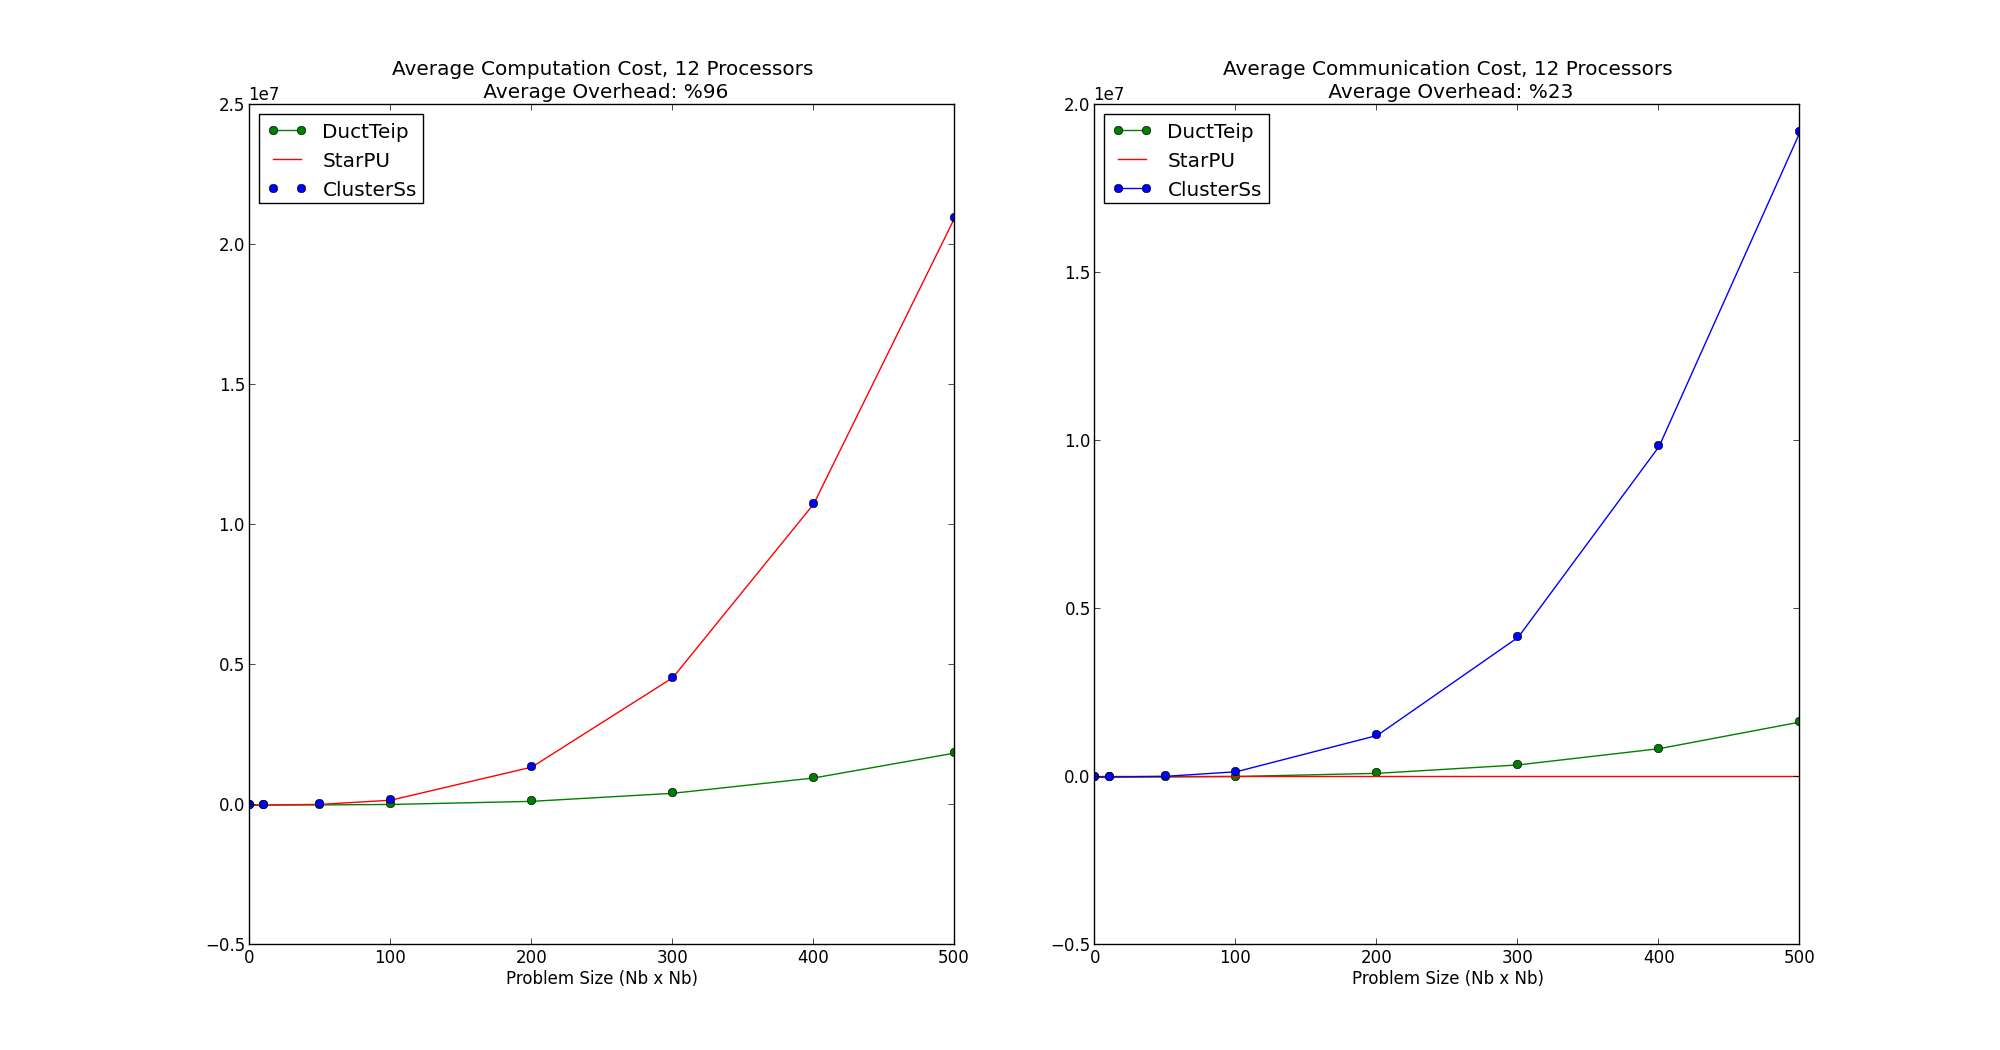 Average Computation Cost, 12 Processors
Average Overhead: %96
1e7
2.5
2.0
1.5
1.0
0.5
0.0
−0.5
DuctTeip
StarPU
ClusterSs
0 100 200 300 400 500
Problem Size (Nb x Nb)
Average Communication Cost, 12 Processors
Average Overhead: %23
1e7
2.0
1.5
1.0
0.5
0.0
−0.5
DuctTeip
StarPU
ClusterSs
0 100 200 300 400 500
Problem Size (Nb x Nb)